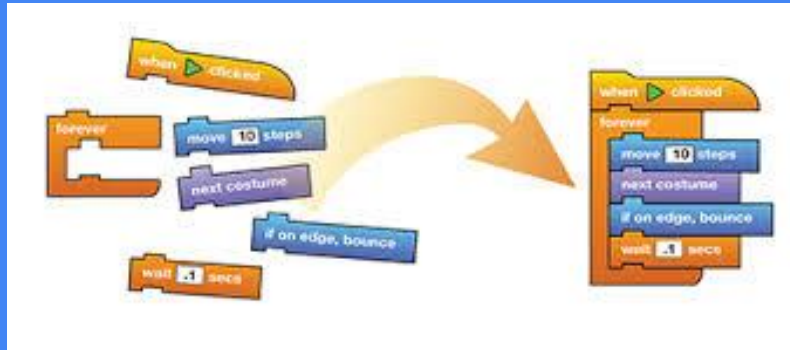 when clicked
forever
move 10 steps
next costume
if on edge, bounce
wait .1 secs
when clicked
forever
move 10 steps
next costume
if on edge, bounce
wait .1 secs